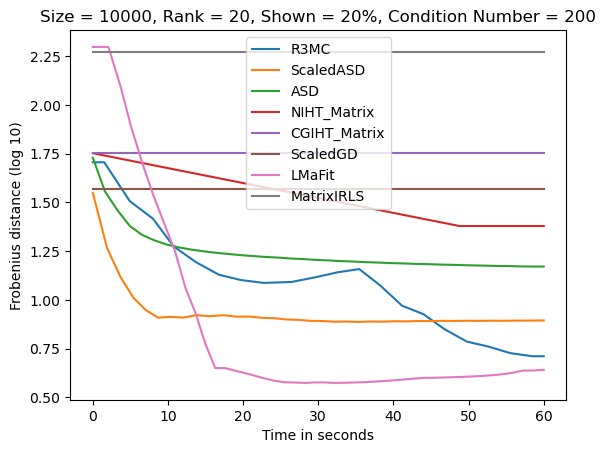 Size = 10000, Rank = 20, Shown = 20%, Condition Number = 200
Frobenius distance (log 10)
2.25
2.00
1.75
1.50
1.25
1.00
0.75
0.50
R3MC
ScaledASD
ASD
NIHT_Matrix
CGIHT_Matrix
ScaledGD
LMaFit
MatrixIRLS
0 10 20 30 40 50 60
Time in seconds